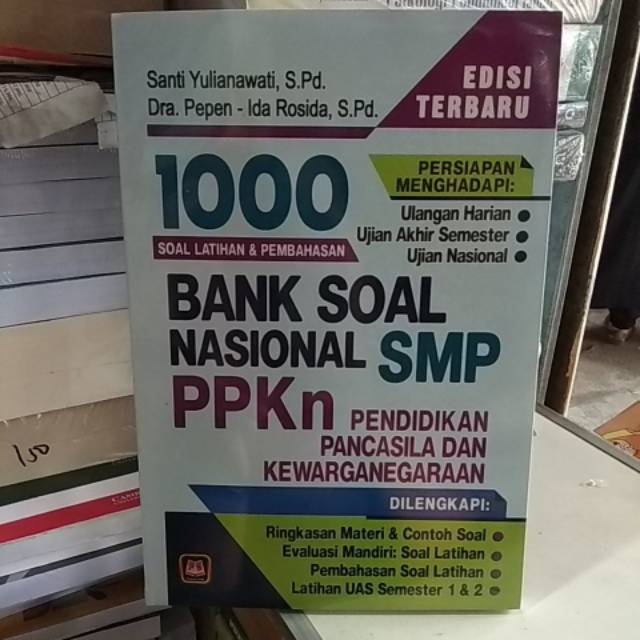 Santi Yulianawati, S.Pd.
Dra. Pepen - Ida Rosida, S.Pd.
EDISI
TERBARU
1000
SOAL LATIHAN & PEMBAHASAN
PERSIAPAN
MENGHADAPI:
Ulangan Harian
Ujian Akhir Semester
Ujian Nasional
BANK SOAL
NASIONAL SMP
PPKn PENDIDIKAN
PANCASILA DAN
KEWARGANEGARAAN
DILENGKAPI:
Ringkasan Materi & Contoh Soal
Evaluasi Mandiri: Soal Latihan
Pembahasan Soal Latihan
Latihan UAS Semester 1 & 2
150